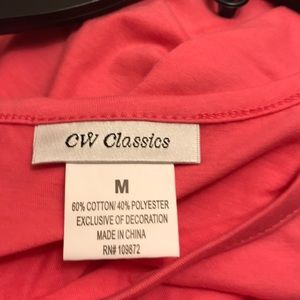 CW Classics
M
60% COTTON/ 40% POLYESTER
EXCLUSIVE OF DECORATION
MADE IN CHINA
RN# 109872